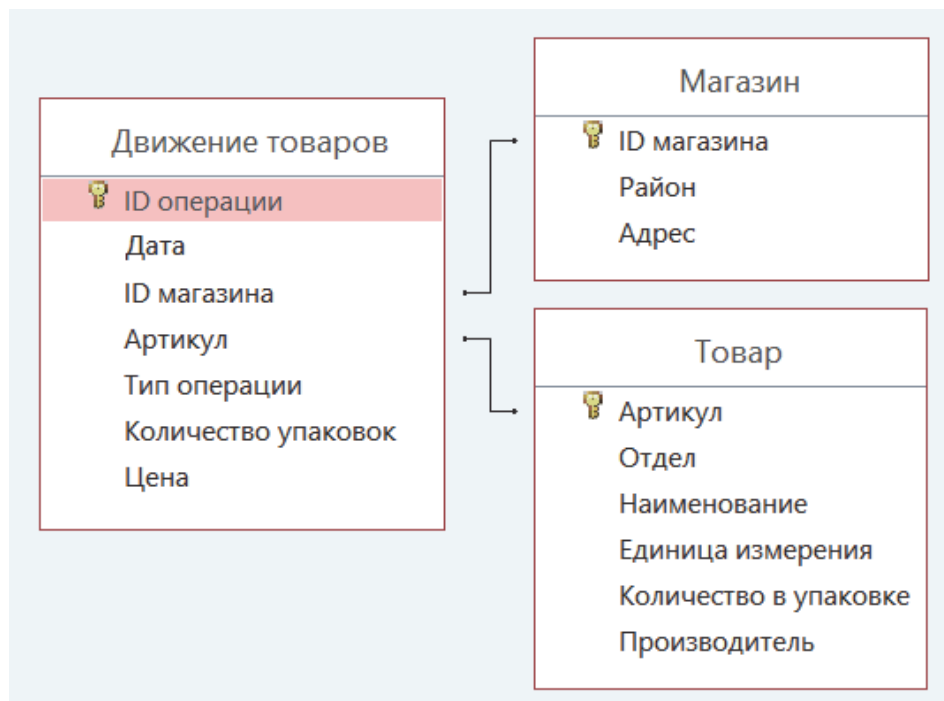 Движение товаров
ID операции
Дата
ID магазина
Артикул
Тип операции
Количество упаковок
Цена
Магазин
ID магазина
Район
Адрес
Товар
Артикул
Отдел
Наименование
Единица измерения
Количество в упаковке
Производитель